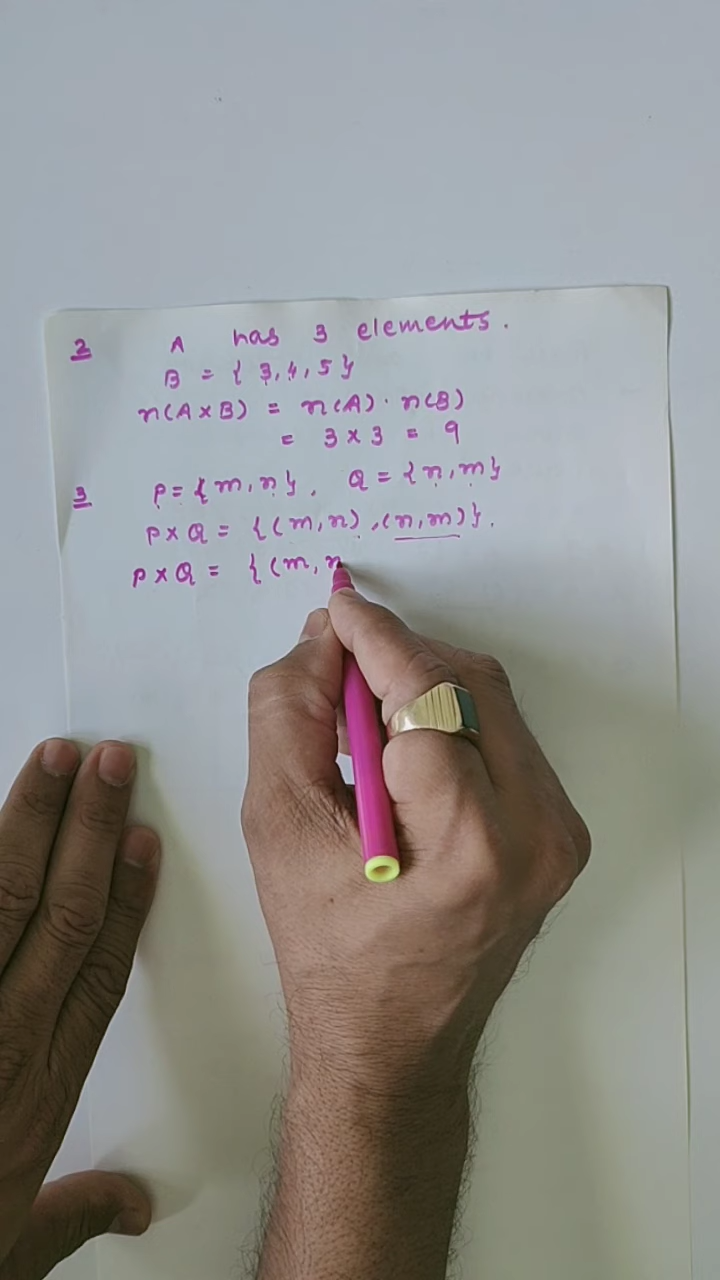 2 A has 3 elements.
B = { 3, 4, 5 }
n(A × B) = n(A) · n(B)
= 3 × 3 = 9
3 P = { m, n }, Q = { n, m }
P × Q = { (m, n), (n, m) }.
P × Q = { (m, n